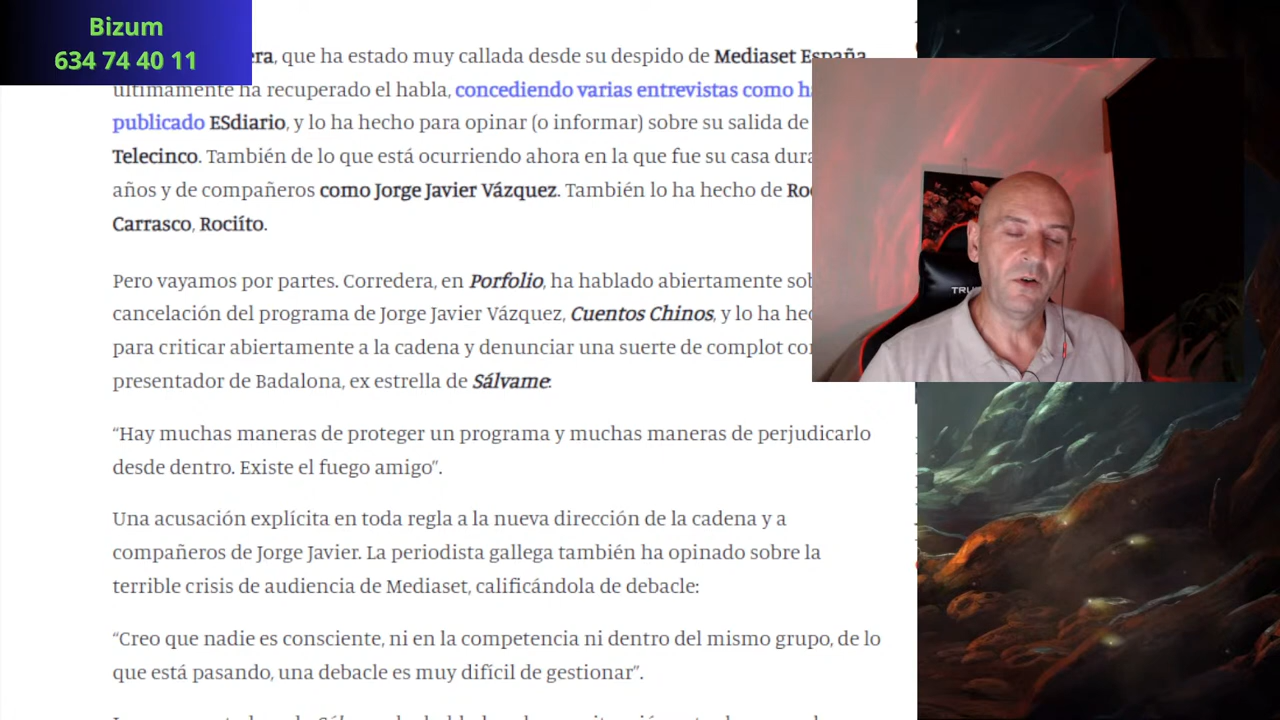 Bizum
634 74 40 11
era, que ha estado muy callada desde su despido de Mediaset España
últimamente ha recuperado el habla, concediendo varias entrevistas como
publicado ESdiario, y lo ha hecho para opinar (o informar) sobre su salida de
Telecinco. También de lo que está ocurriendo ahora en la que fue su casa
años y de compañeros como Jorge Javier Vázquez. También lo ha hecho de
Carrasco, Rociíto.
Pero vayamos por partes. Corredera, en Porfolio, ha hablado abiertamente
cancelación del programa de Jorge Javier Vázquez, Cuentos Chinos, y lo ha
para criticar abiertamente a la cadena y denunciar una suerte de complot
presentador de Badalona, ex estrella de Sálvame:
“Hay muchas maneras de proteger un programa y muchas maneras de perjudicarlo
desde dentro. Existe el fuego amigo”.
Una acusación explícita en toda regla a la nueva dirección de la cadena y a
compañeros de Jorge Javier. La periodista gallega también ha opinado sobre la
terrible crisis de audiencia de Mediaset, calificándola de debacle:
“Creo que nadie es consciente, ni en la competencia ni dentro del mismo grupo, de lo
que está pasando, una debacle es muy difícil de gestionar”.